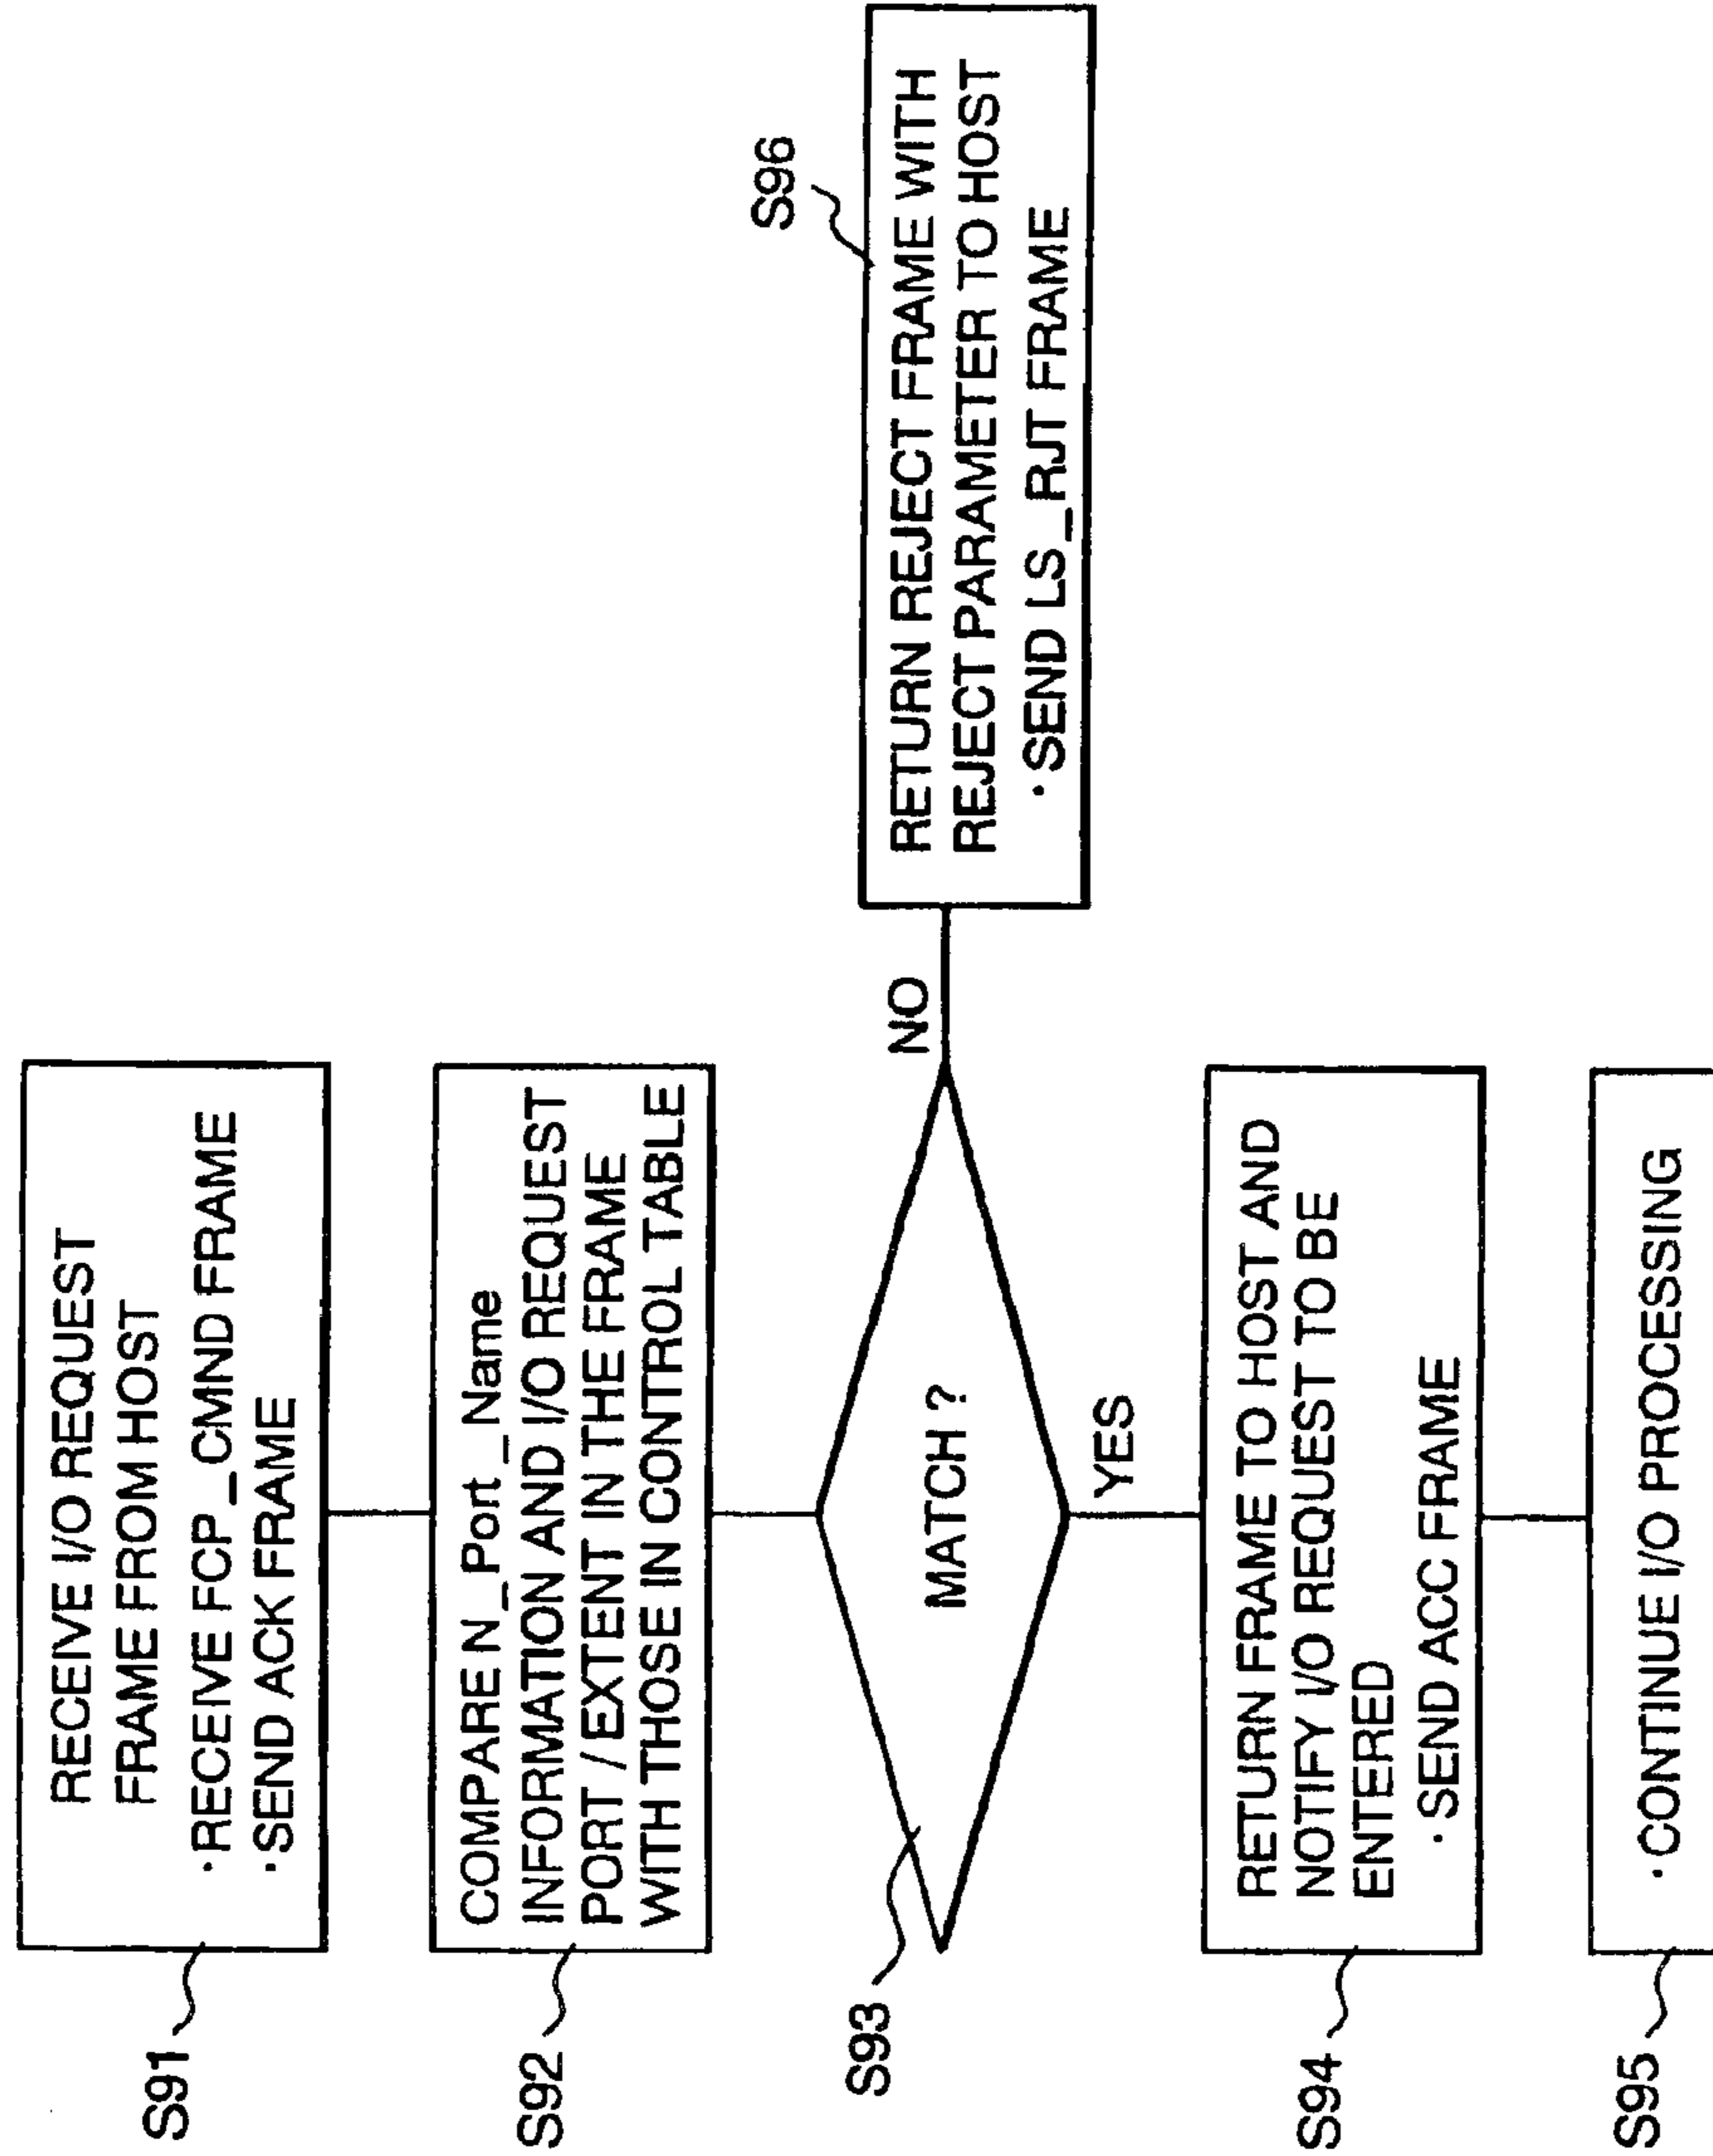 S91
RECEIVE I/O REQUEST
FRAME FROM HOST
· RECEIVE FCP_CMND FRAME
· SEND ACK FRAME
S92
COMPARE N_Port_Name
INFORMATION AND I/O REQUEST
PORT / EXTENT IN THE FRAME
WITH THOSE IN CONTROL TABLE
S93
MATCH ?
NO
S96
RETURN REJECT FRAME WITH
REJECT PARAMETER TO HOST
· SEND LS_RJT FRAME
YES
S94
RETURN FRAME TO HOST AND
NOTIFY I/O REQUEST TO BE
ENTERED
· SEND ACC FRAME
S95
· CONTINUE I/O PROCESSING